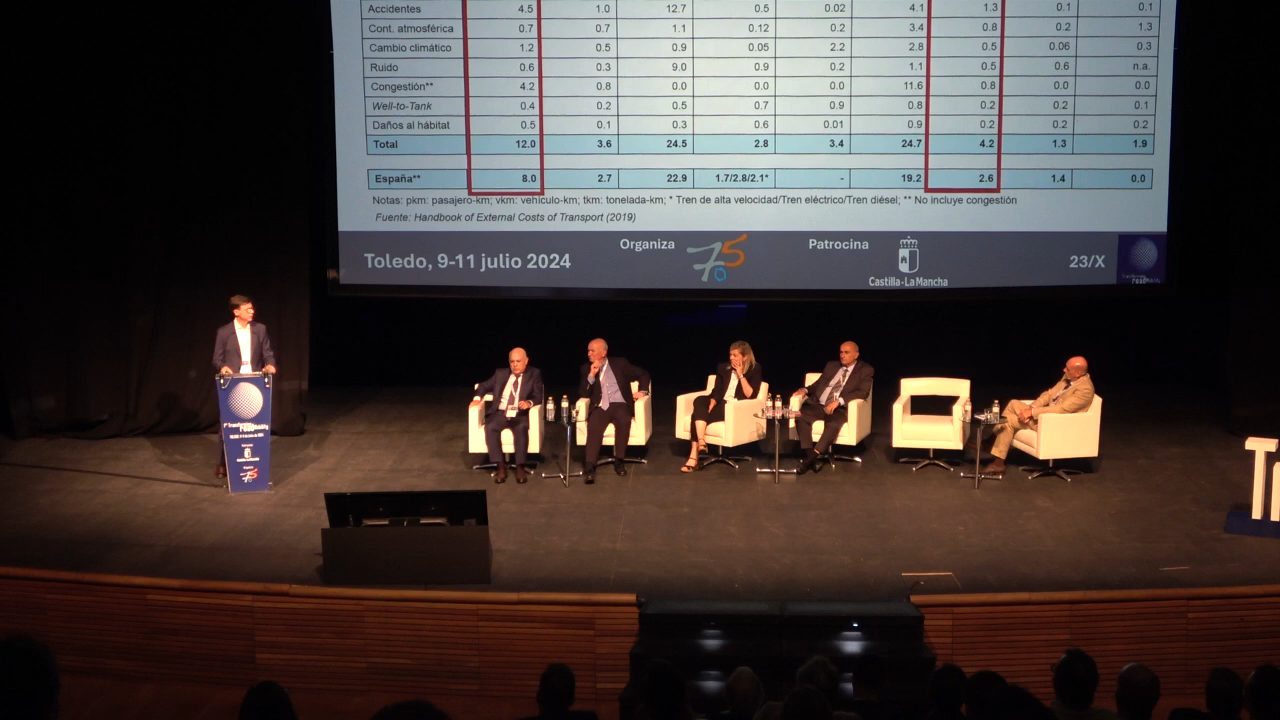 Accidentes 4.5 1.0 12.7 0.5 0.02 4.1 1.3 0.1 0.1
Cont. atmosférica 0.7 0.7 1.1 0.12 0.2 3.4 0.8 0.2 1.3
Cambio climático 1.2 0.5 0.9 0.05 2.2 2.8 0.5 0.06 0.3
Ruido 0.6 0.3 9.0 0.9 0.2 1.1 0.5 0.6 n.a.
Congestión** 4.2 0.8 0.0 0.0 0.0 11.6 0.8 0.0 0.0
Well-to-Tank 0.4 0.2 0.5 0.7 0.9 0.8 0.2 0.2 0.1
Daños al hábitat 0.5 0.1 0.3 0.6 0.01 0.9 0.2 0.2 0.2
Total 12.0 3.6 24.5 2.8 3.4 24.7 4.2 1.3 1.9
España** 8.0 2.7 22.9 1.7/2.8/2.1* - 19.2 2.6 1.4 0.0
Notas: pkm: pasajero-km; vkm: vehículo-km; tkm: tonelada-km; * Tren de alta velocidad/Tren eléctrico/Tren diésel; ** No incluye congestión
Fuente: Handbook of External Costs of Transport (2019)
Toledo, 9-11 julio 2024
Organiza
75
Patrocina
Castilla-La Mancha
23/X